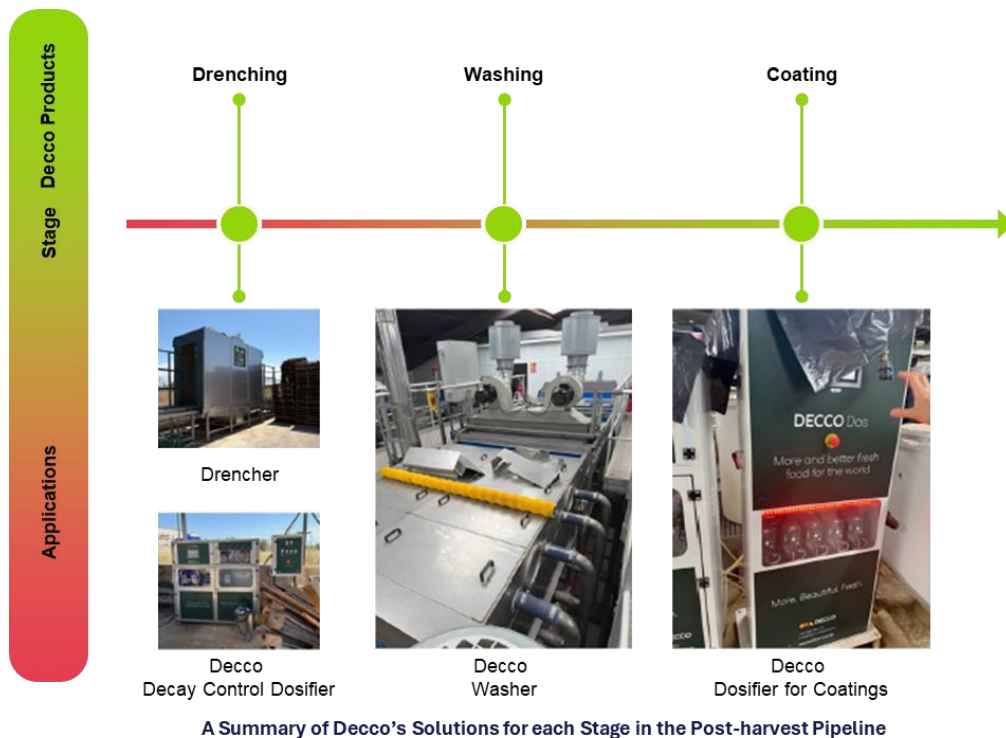 Decco Products
Stage
Applications
Drenching
Washing
Coating
Drencher
Decco
Decay Control Dosifier
Decco
Washer
DECCO Dos
More and better fresh
food for the world
More. Beautiful. Fresh.
DECCO
Decco
Dosifier for Coatings
A Summary of Decco's Solutions for each Stage in the Post-harvest Pipeline